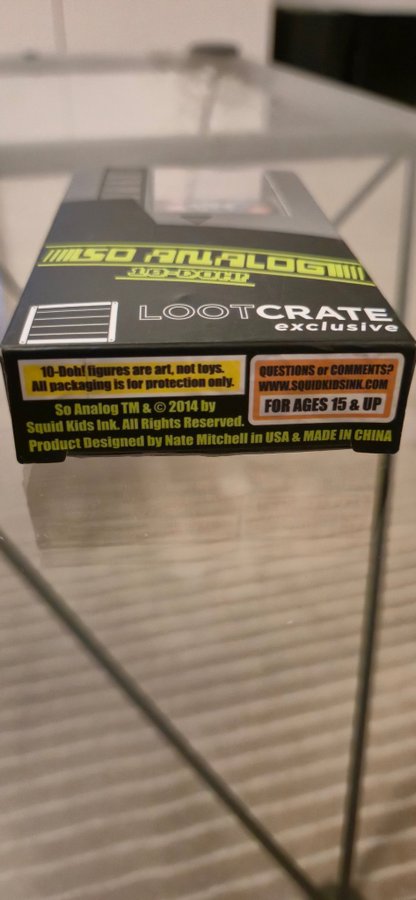 SO ANALOG
10-DOH!
LOOTCRATE
exclusive
10-Doh! figures are art, not toys.
All packaging is for protection only.
So Analog TM & © 2014 by
Squid Kids Ink. All Rights Reserved.
Product Designed by Nate Mitchell in USA & MADE IN CHINA
QUESTIONS or COMMENTS?
WWW.SQUIDKIDSINK.COM
FOR AGES 15 & UP